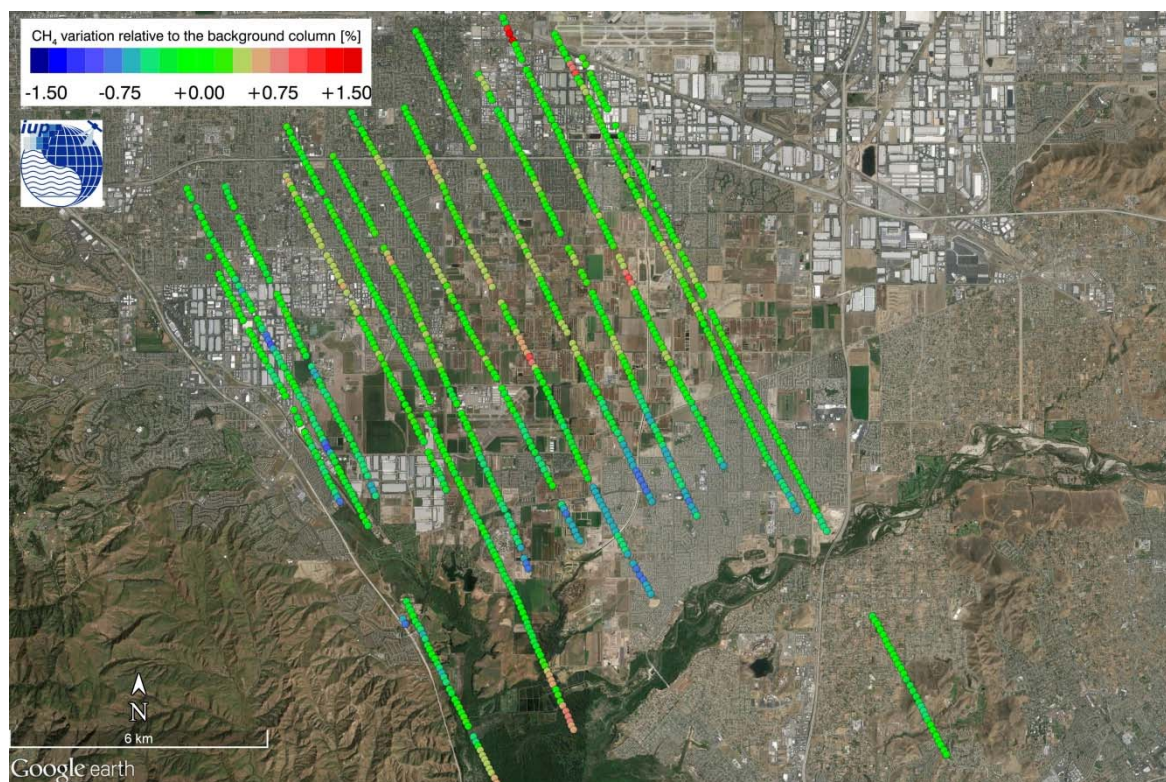 CH₄ variation relative to the background column [%]
-1.50 -0.75 +0.00 +0.75 +1.50
iup
N
6 km
Google earth